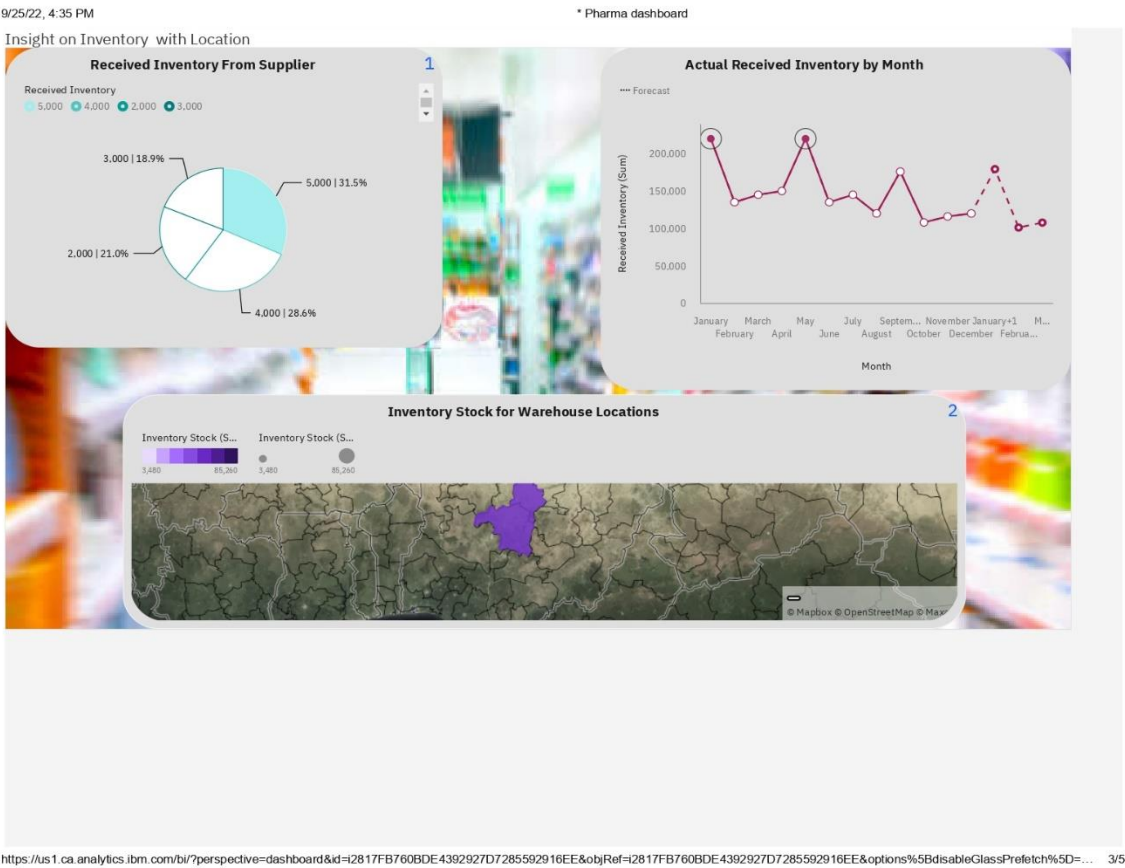 9/25/22, 4:35 PM
* Pharma dashboard
Insight on Inventory with Location
Received Inventory From Supplier
1
Received Inventory
5,000 4,000 2,000 3,000
3,000 | 18.9%
5,000 | 31.5%
2,000 | 21.0%
4,000 | 28.6%
Actual Received Inventory by Month
Forecast
Received Inventory (Sum)
200,000
150,000
100,000
50,000
0
January March May July Septem... November January+1 M...
February April June August October December Februa...
Month
Inventory Stock for Warehouse Locations
2
Inventory Stock (S... Inventory Stock (S...
3,480 85,260 3,480 85,260
© Mapbox © OpenStreetMap © Max
https://us1.ca.analytics.ibm.com/bi/?perspective=dashboard&id=i2817FB760BDE4392927D7285592916EE&objRef=i2817FB760BDE4392927D7285592916EE&options%5BdisableGlassPrefetch%5D=... 3/5